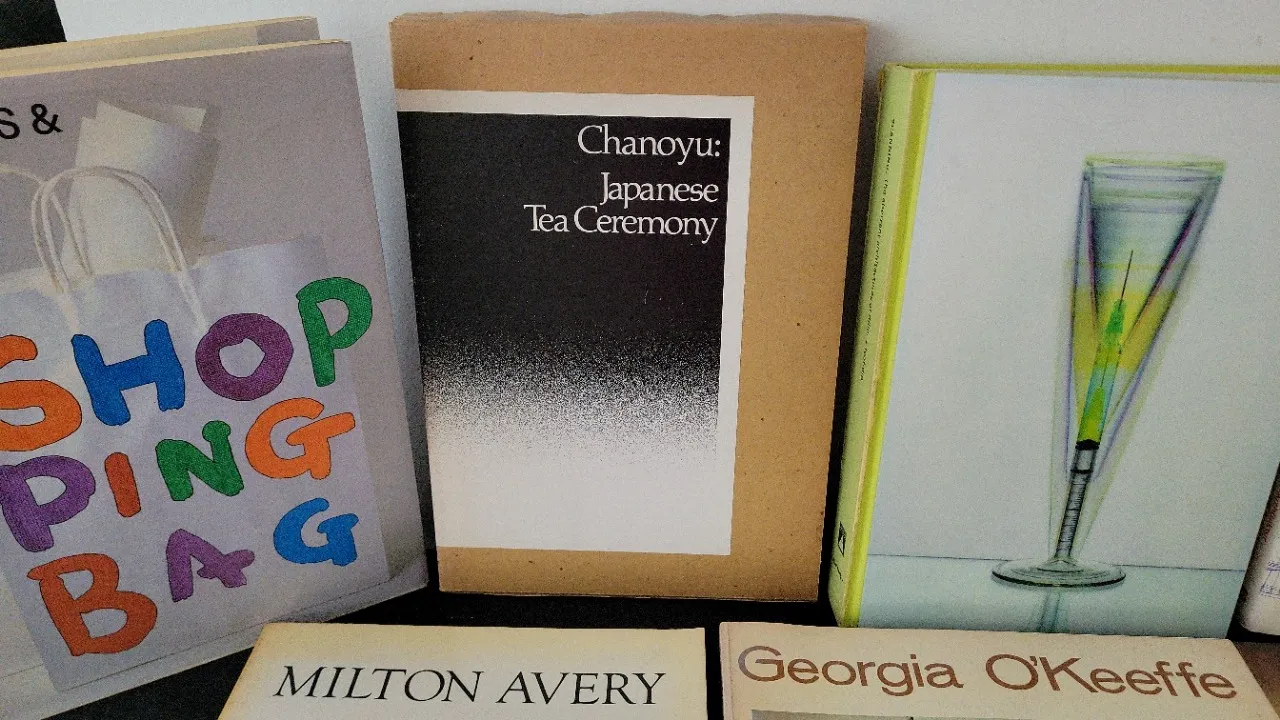 S &
SHOP
PING
BAG
Chanoyu:
Japanese
Tea Ceremony
MILTON AVERY
Georgia O'Keeffe